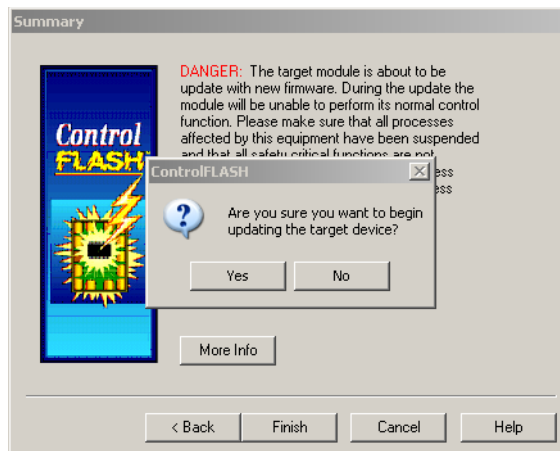 Summary
DANGER: The target module is about to be
update with new firmware. During the update the
module will be unable to perform its normal control
function. Please make sure that all processes
affected by this equipment have been suspended
and that all safety critical functions are not
Control
FLASH
ControlFLASH
Are you sure you want to begin
updating the target device?
Yes No
More Info
< Back Finish Cancel Help